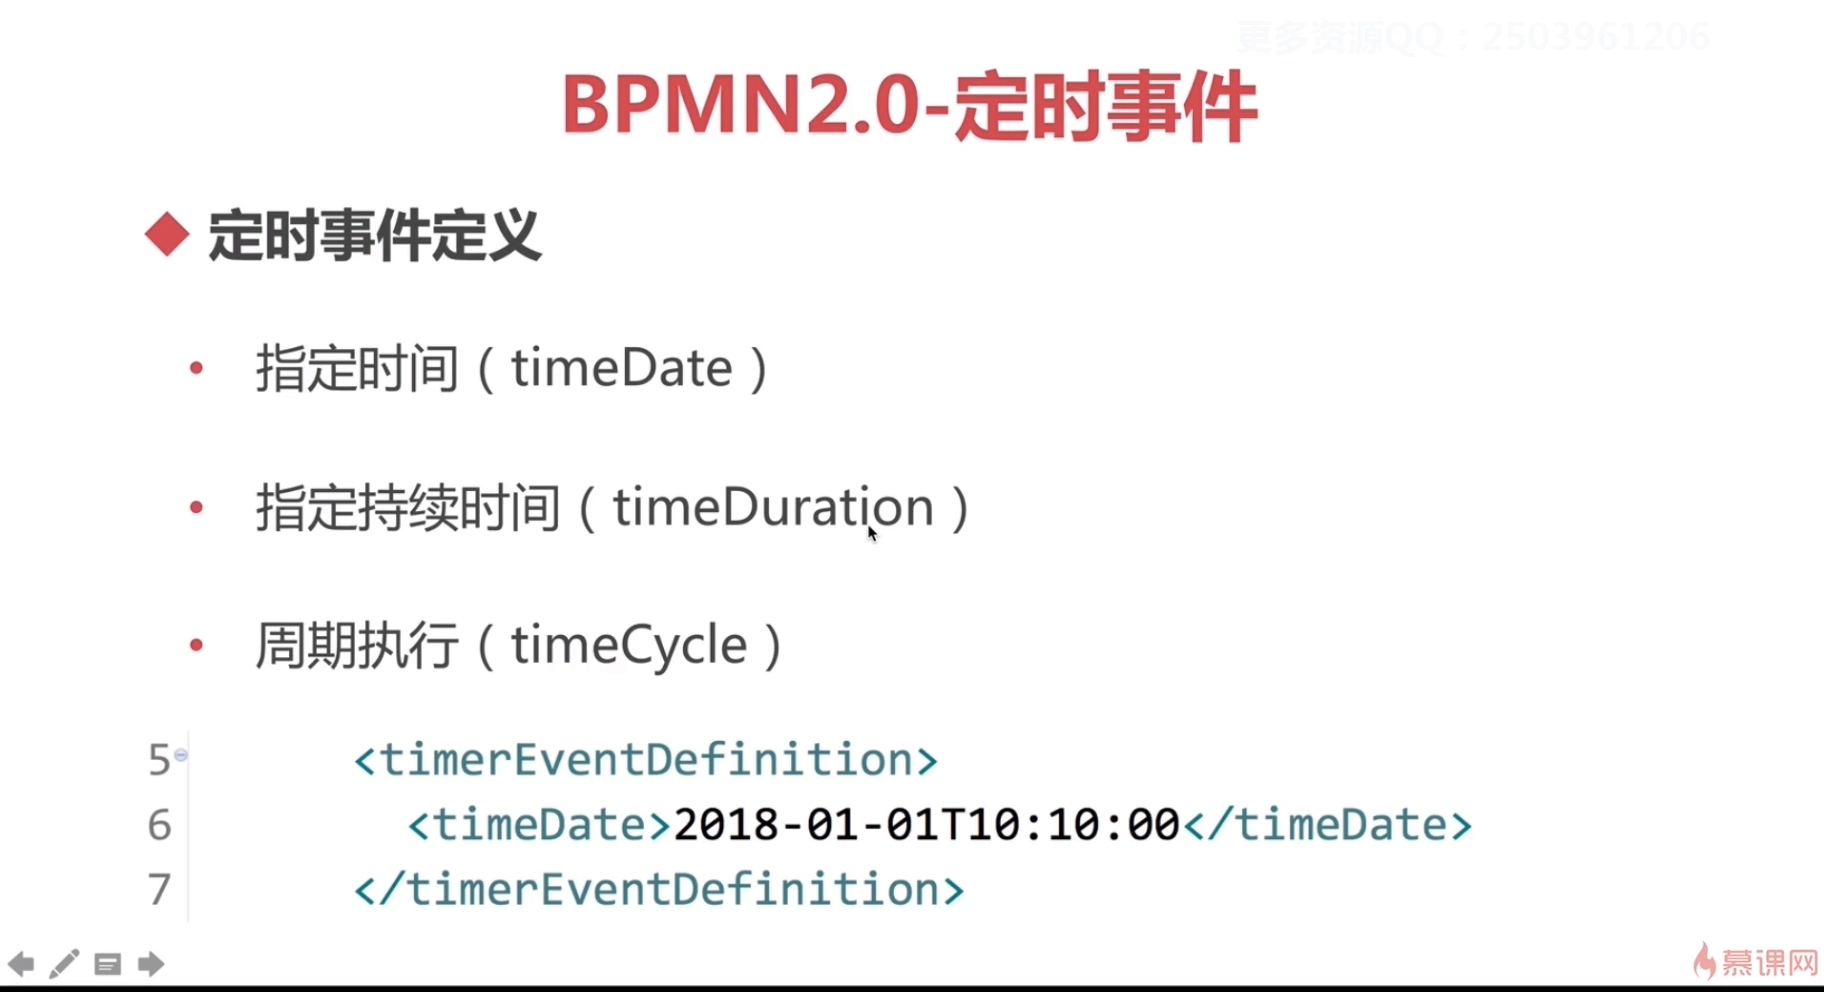 更多资源QQ：2503961206
BPMN2.0-定时事件
定时事件定义
指定时间（timeDate）
指定持续时间（timeDuration）
周期执行（timeCycle）
5 <timerEventDefinition>
6 <timeDate>2018-01-01T10:10:00</timeDate>
7 </timerEventDefinition>
慕课网